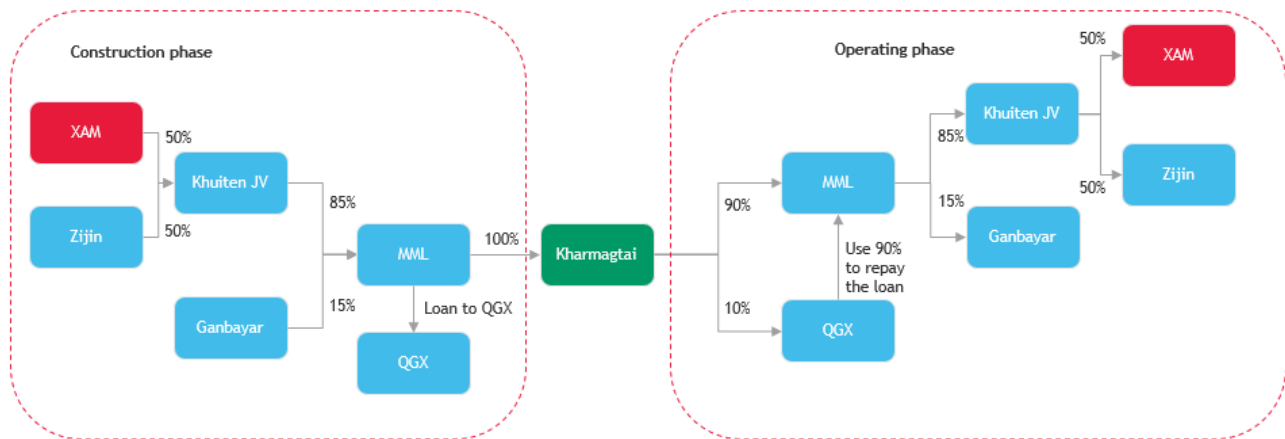 Construction phase
XAM
50%
Khuiten JV
Zijin
50%
85%
MML
100%
Ganbayar
15%
Loan to QGX
QGX
Kharmagtai
Operating phase
50%
XAM
Khuiten JV
85%
MML
90%
Zijin
50%
15%
Ganbayar
Use 90%
to repay
the loan
10%
QGX